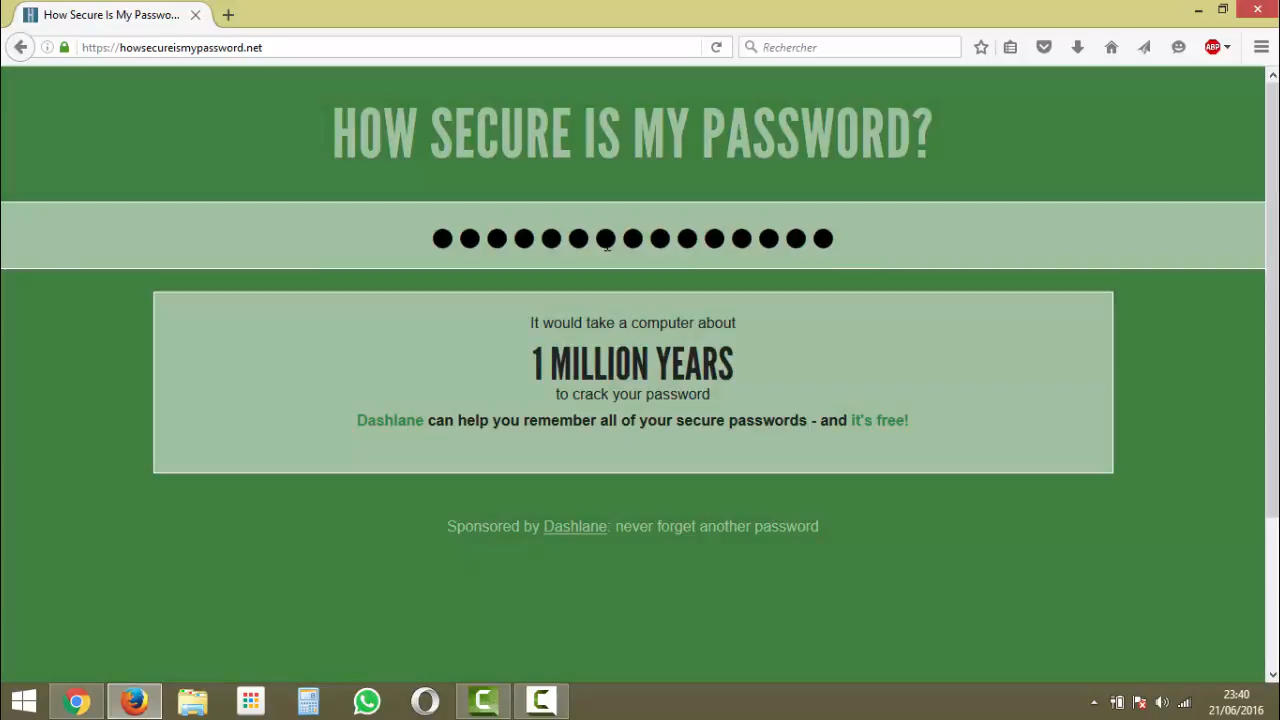 How Secure Is My Passwo...
https://howsecureismypassword.net
Rechercher
ABP
HOW SECURE IS MY PASSWORD?
It would take a computer about
1 MILLION YEARS
to crack your password
Dashlane can help you remember all of your secure passwords - and it's free!
Sponsored by Dashlane: never forget another password
23:40
21/06/2016